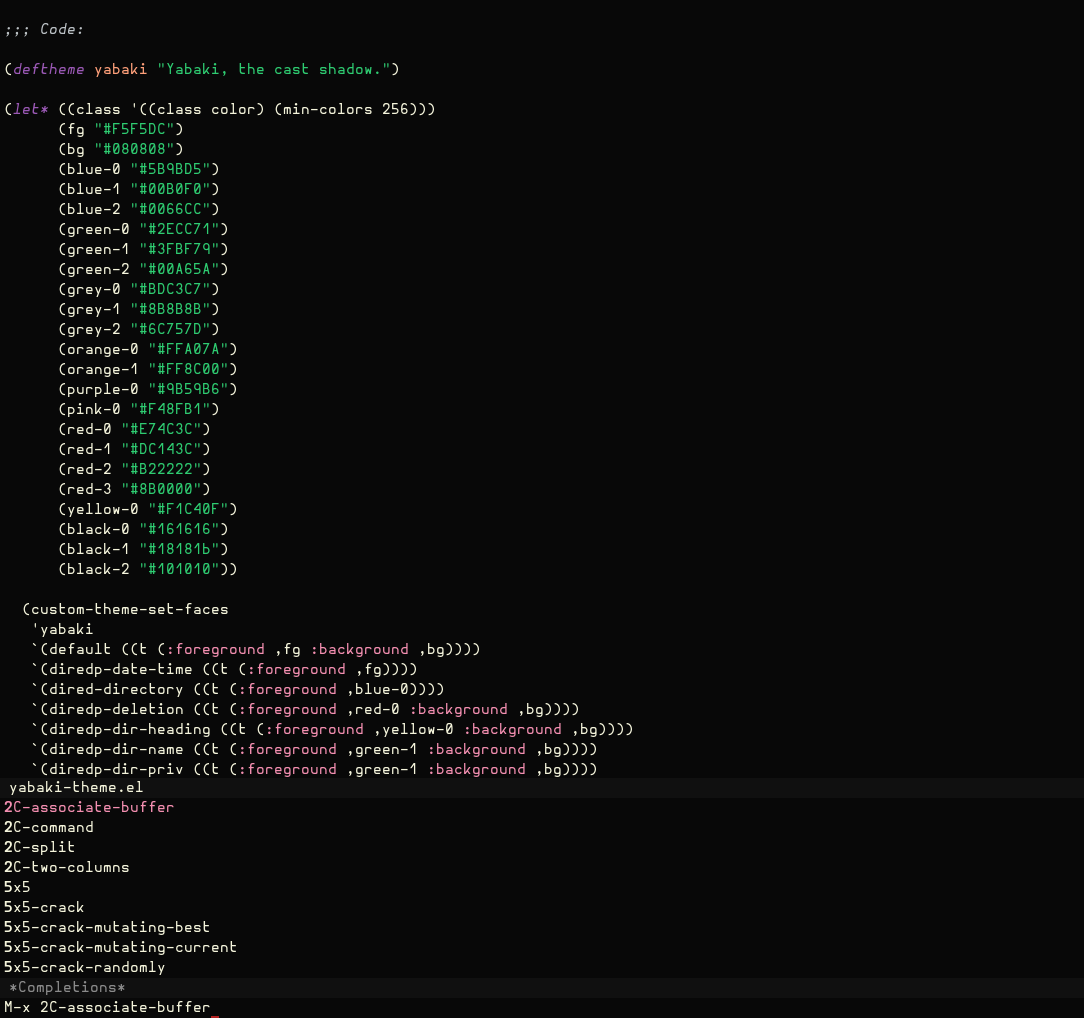 ;;; Code:

(deftheme yabaki "Yabaki, the cast shadow.")

(let* ((class '((class color) (min-colors 256)))
      (fg "#F5F5DC")
      (bg "#080808")
      (blue-0 "#5B9BD5")
      (blue-1 "#00B0F0")
      (blue-2 "#0066CC")
      (green-0 "#2ECC71")
      (green-1 "#3FBF79")
      (green-2 "#00A65A")
      (grey-0 "#BDC3C7")
      (grey-1 "#8B8B8B")
      (grey-2 "#6C757D")
      (orange-0 "#FFA07A")
      (orange-1 "#FF8C00")
      (purple-0 "#9B59B6")
      (pink-0 "#F48FB1")
      (red-0 "#E74C3C")
      (red-1 "#DC143C")
      (red-2 "#B22222")
      (red-3 "#8B0000")
      (yellow-0 "#F1C40F")
      (black-0 "#161616")
      (black-1 "#18181b")
      (black-2 "#101010"))

  (custom-theme-set-faces
   'yabaki
   `(default ((t (:foreground ,fg :background ,bg))))
   `(diredp-date-time ((t (:foreground ,fg))))
   `(dired-directory ((t (:foreground ,blue-0))))
   `(diredp-deletion ((t (:foreground ,red-0 :background ,bg))))
   `(diredp-dir-heading ((t (:foreground ,yellow-0 :background ,bg))))
   `(diredp-dir-name ((t (:foreground ,green-1 :background ,bg))))
   `(diredp-dir-priv ((t (:foreground ,green-1 :background ,bg))))
yabaki-theme.el
2C-associate-buffer
2C-command
2C-split
2C-two-columns
5x5
5x5-crack
5x5-crack-mutating-best
5x5-crack-mutating-current
5x5-crack-randomly
*Completions*
M-x 2C-associate-buffer